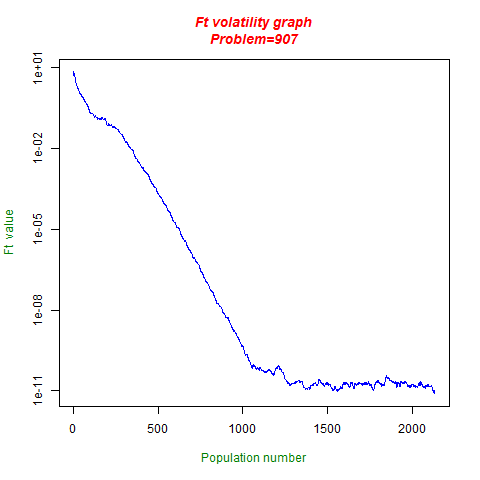 Ft volatility graph
Problem=907
1e+01
1e-02
1e-05
1e-08
1e-11
Ft value
0 500 1000 1500 2000
Population number